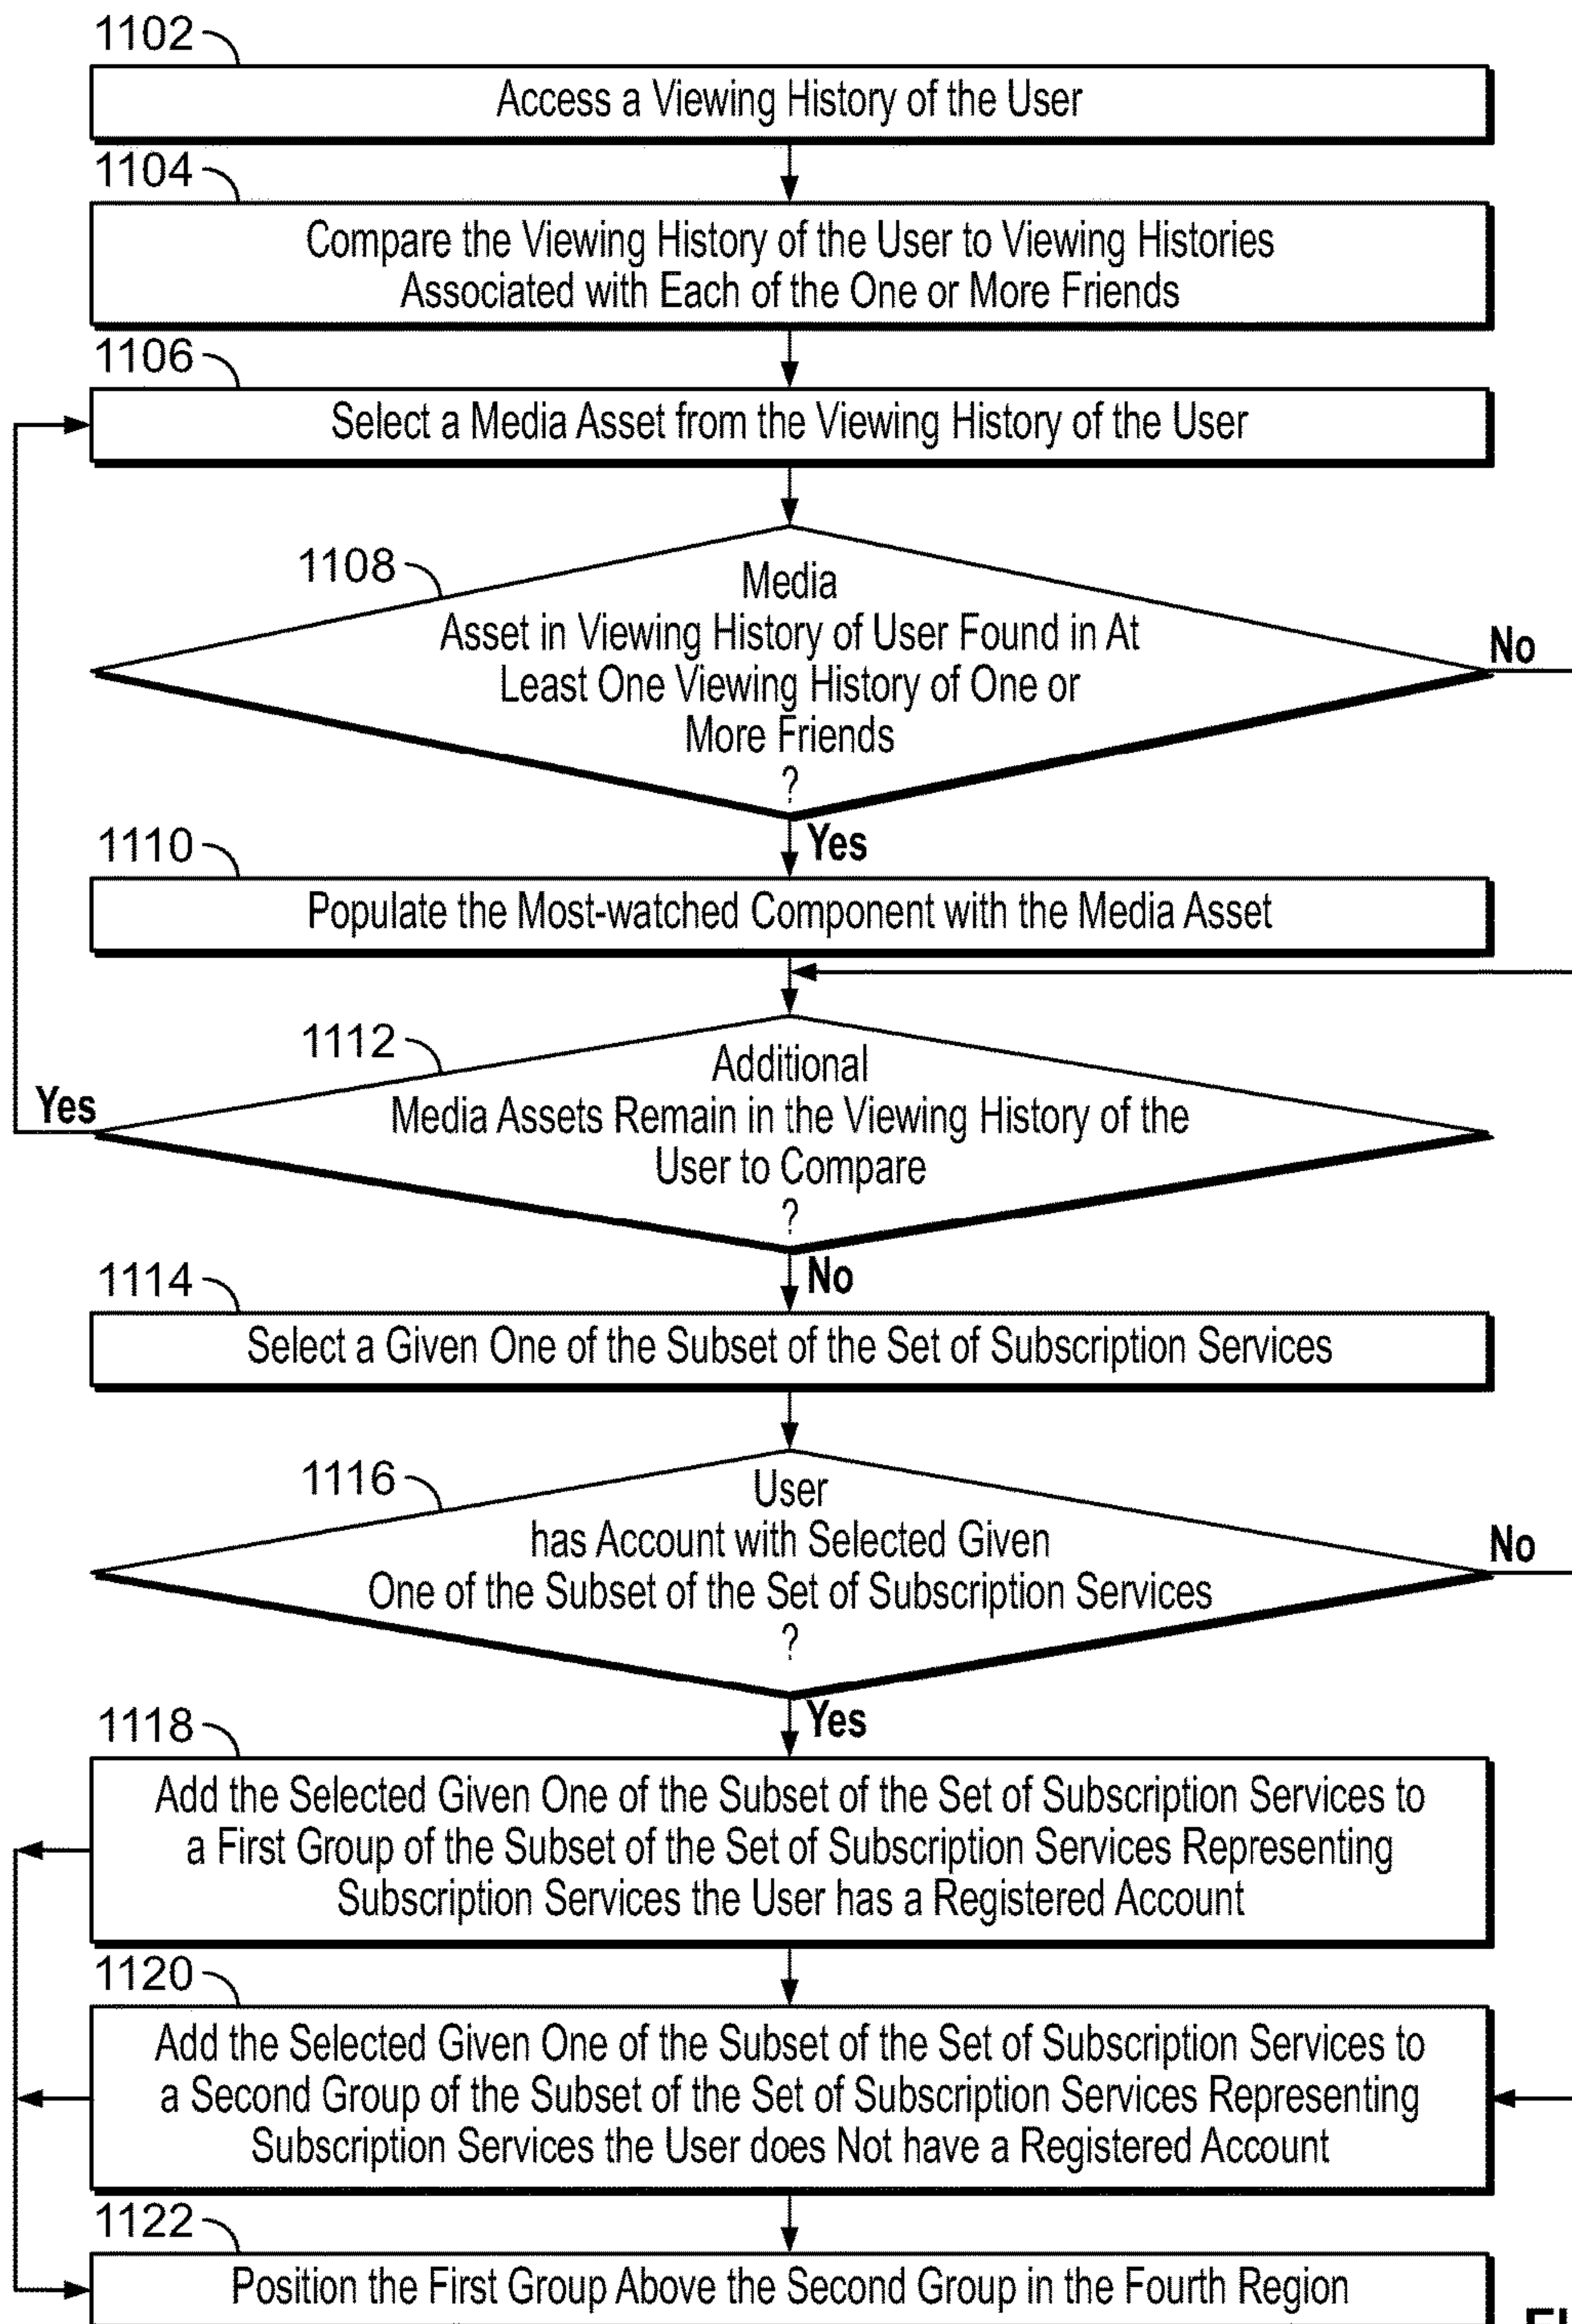 1102
Access a Viewing History of the User
1104
Compare the Viewing History of the User to Viewing Histories
Associated with Each of the One or More Friends
1106
Select a Media Asset from the Viewing History of the User
1108
Media
Asset in Viewing History of User Found in At
Least One Viewing History of One or
More Friends
?
No
Yes
1110
Populate the Most-watched Component with the Media Asset
1112
Additional
Media Assets Remain in the Viewing History of the
User to Compare
?
Yes
No
1114
Select a Given One of the Subset of the Set of Subscription Services
1116
User
has Account with Selected Given
One of the Subset of the Set of Subscription Services
?
No
Yes
1118
Add the Selected Given One of the Subset of the Set of Subscription Services to
a First Group of the Subset of the Set of Subscription Services Representing
Subscription Services the User has a Registered Account
1120
Add the Selected Given One of the Subset of the Set of Subscription Services to
a Second Group of the Subset of the Set of Subscription Services Representing
Subscription Services the User does Not have a Registered Account
1122
Position the First Group Above the Second Group in the Fourth Region